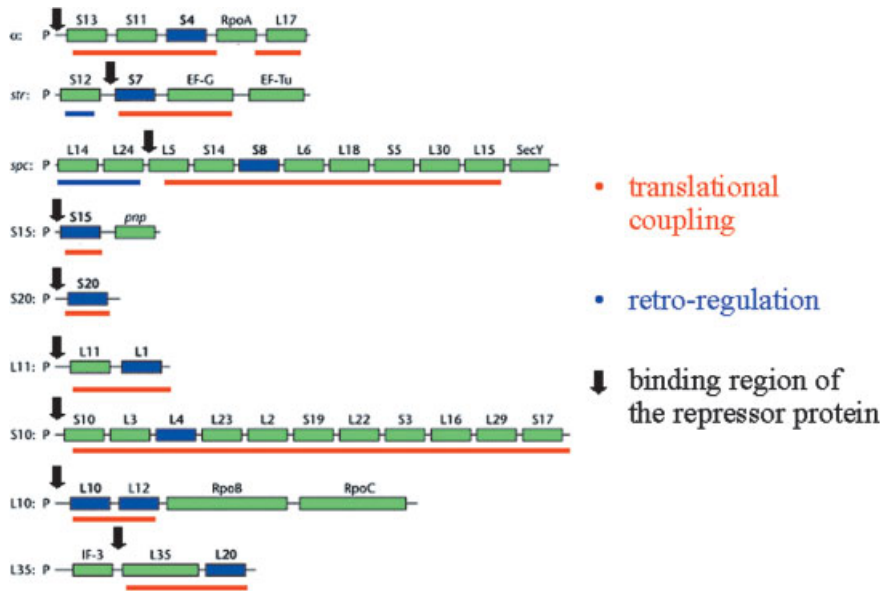 S13 S11 S4 RpoA L17
α: P
S12 S7 EF-G EF-Tu
str: P
L14 L24 L5 S14 S8 L6 L18 S5 L30 L15 SecY
spc: P
• translational
coupling
S15 pnp
S15: P
S20
S20: P
• retro-regulation
L11 L1
L11: P
binding region of
the repressor protein
S10 L3 L4 L23 L2 S19 L22 S3 L16 L29 S17
S10: P
L10 L12 RpoB RpoC
L10: P
IF-3 L35 L20
L35: P